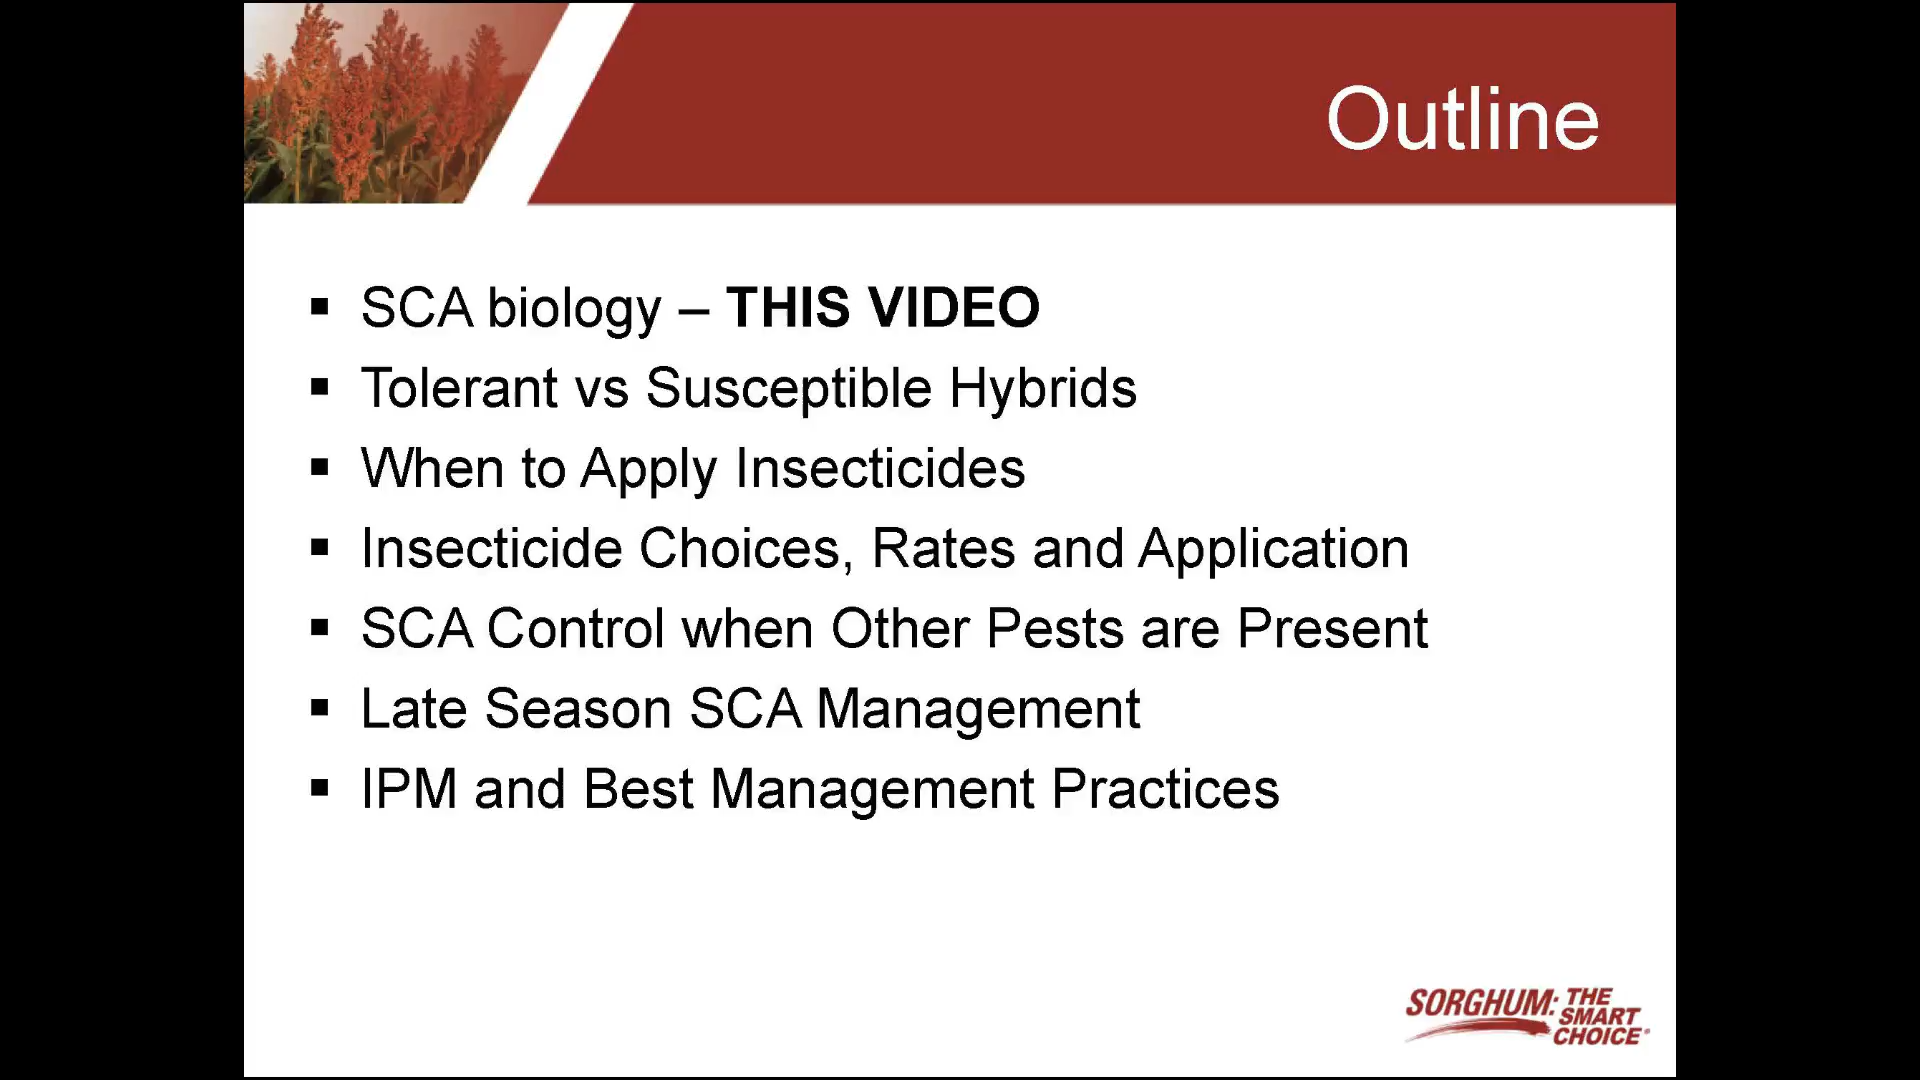 Outline
▪ SCA biology – THIS VIDEO
▪ Tolerant vs Susceptible Hybrids
▪ When to Apply Insecticides
▪ Insecticide Choices, Rates and Application
▪ SCA Control when Other Pests are Present
▪ Late Season SCA Management
▪ IPM and Best Management Practices
SORGHUM: THE
SMART
CHOICE®